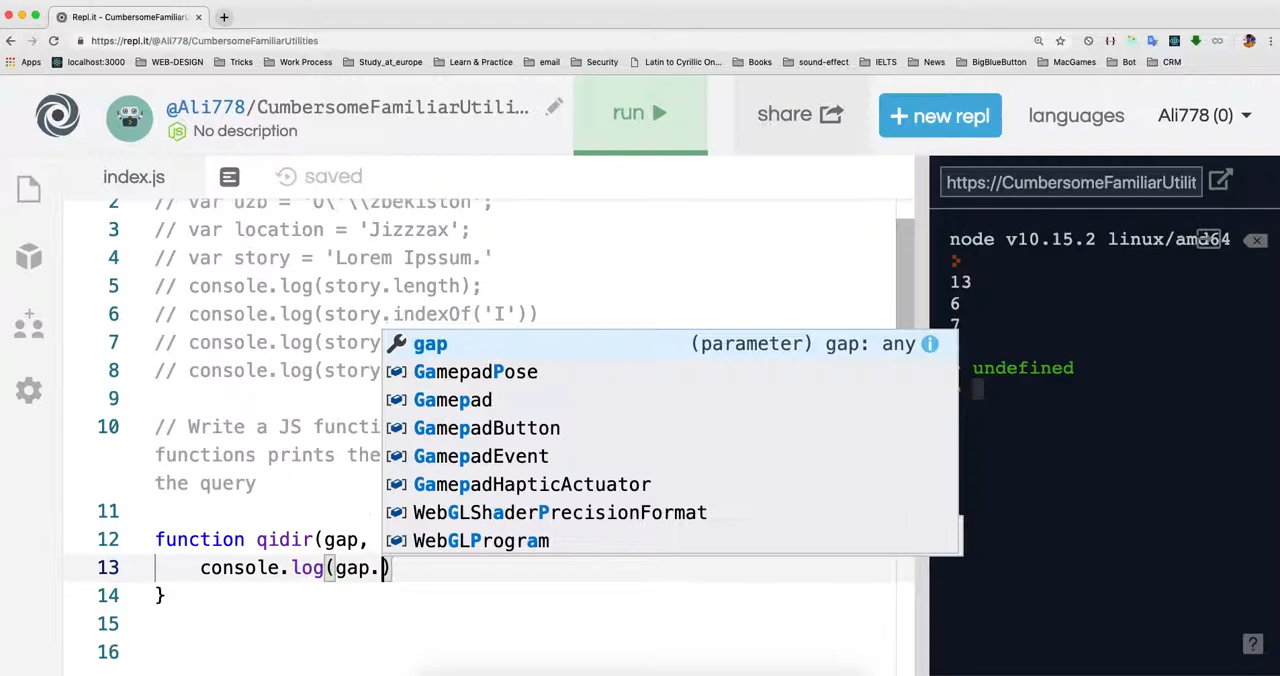 Repl.it - CumbersomeFamiliarU
https://repl.it/@Ali778/CumbersomeFamiliarUtilities
Apps localhost:3000 WEB-DESIGN Tricks Work Process Study_at_europe Learn & Practice email Security Latin to Cyrillic On... Books sound-effect IELTS News BigBlueButton MacGames Bot CRM
@Ali778/CumbersomeFamiliarUtili...
No description
run
share
+ new repl
languages
Ali778 (0)
index.js
saved
https://CumbersomeFamiliarUtilit
2 // var uzb = 'O\'\\zbekiston';
3 // var location = 'Jizzzax';
4 // var story = 'Lorem Ipssum.'
5 // console.log(story.length);
6 // console.log(story.indexOf('I'))
7 // console.log(story
8 // console.log(story
9
10 // Write a JS functi
functions prints the
the query
11
12 function qidir(gap,
13 console.log(gap.)
14 }
15
16
gap (parameter) gap: any
GamepadPose
Gamepad
GamepadButton
GamepadEvent
GamepadHapticActuator
WebGLShaderPrecisionFormat
WebGLProgram
node v10.15.2 linux/amd64
13
6
7
undefined
?